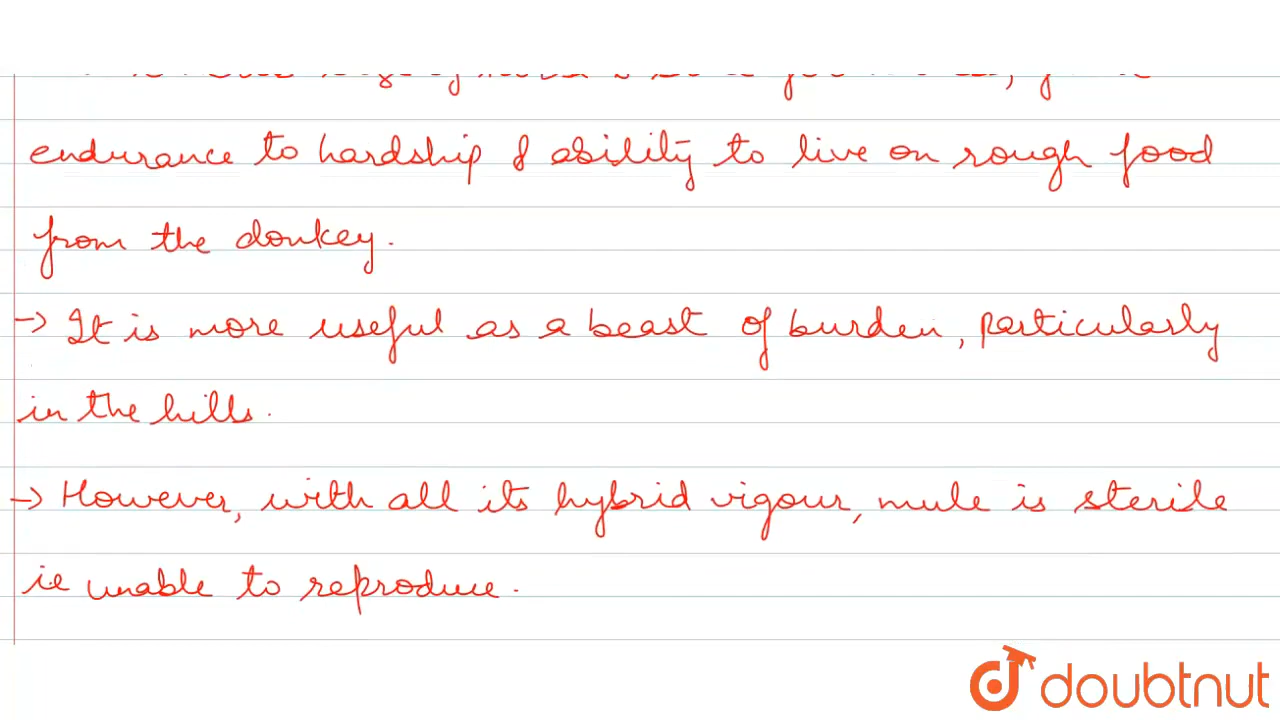 endurance to hardship & ability to live on rough food
from the donkey.
→ It is more useful as a beast of burden, particularly
in the hills.
→ However, with all its hybrid vigour, mule is sterile
i.e unable to reproduce.
doubtnut